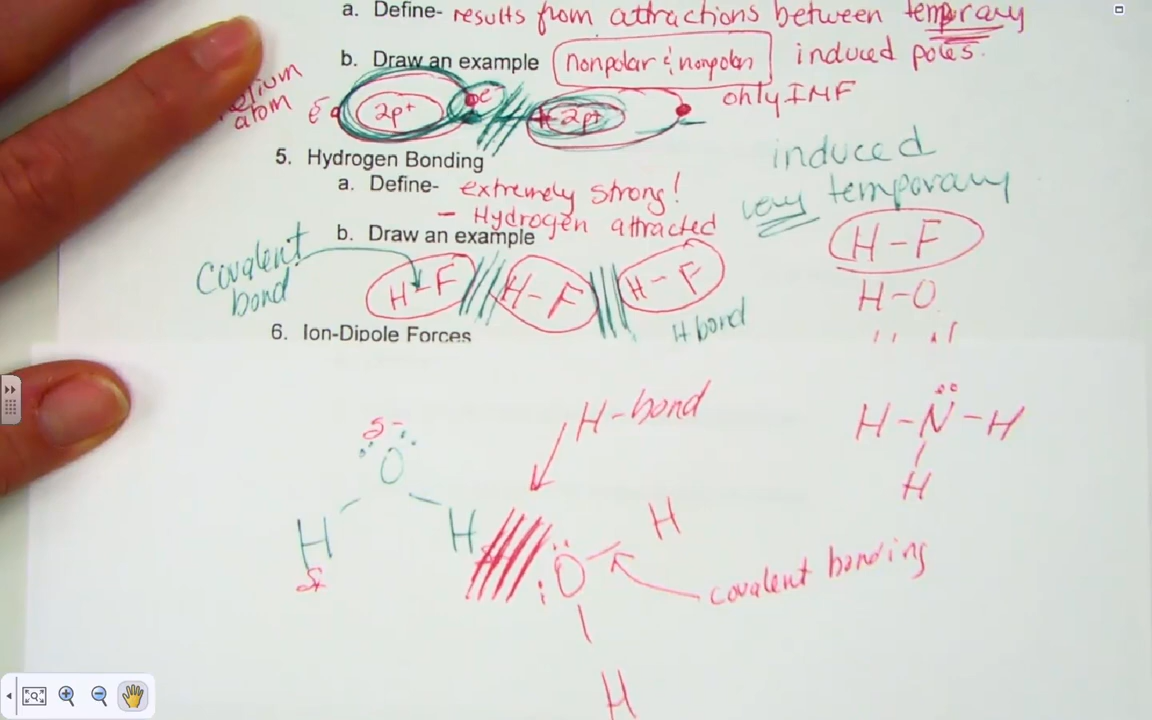 a. Define- results from attractions between temporary
induced poles.
b. Draw an example nonpolar & nonpolar
only IMF
atom
2p+ e-
2p+
induced
very temporary
5. Hydrogen Bonding
a. Define- extremely strong!
- Hydrogen attracted
b. Draw an example
Covalent
bond
H-F H-F H-F
H bond
H-F
H-O
6. Ion-Dipole Forces
H-bond
δ-
O
H H
δ+
O
H
H
covalent bonding
H-N-H
H